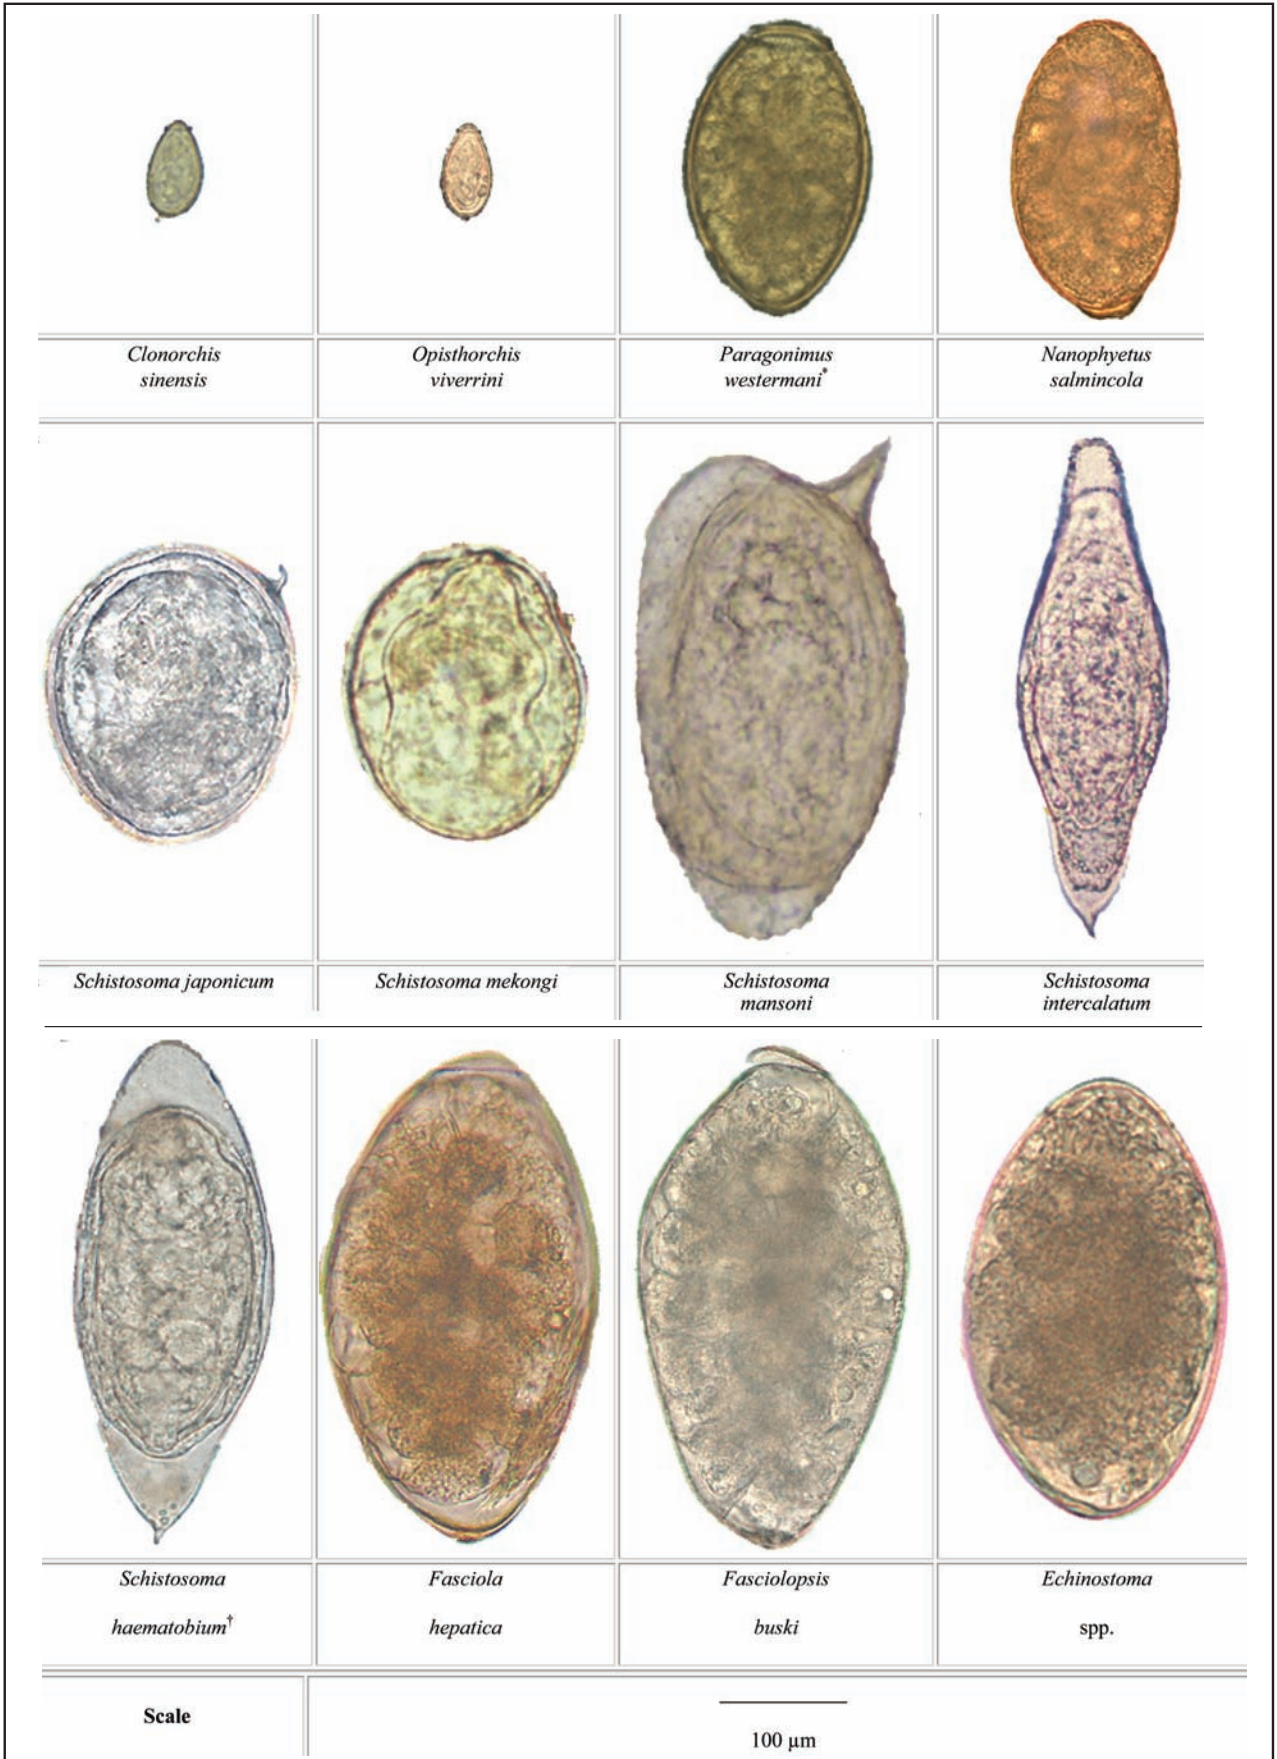 Clonorchis
sinensis
Opisthorchis
viverrini
Paragonimus
westermani*
Nanophyetus
salmincola
Schistosoma japonicum
Schistosoma mekongi
Schistosoma
mansoni
Schistosoma
intercalatum
Schistosoma
haematobium†
Fasciola
hepatica
Fasciolopsis
buski
Echinostoma
spp.
Scale
100 µm